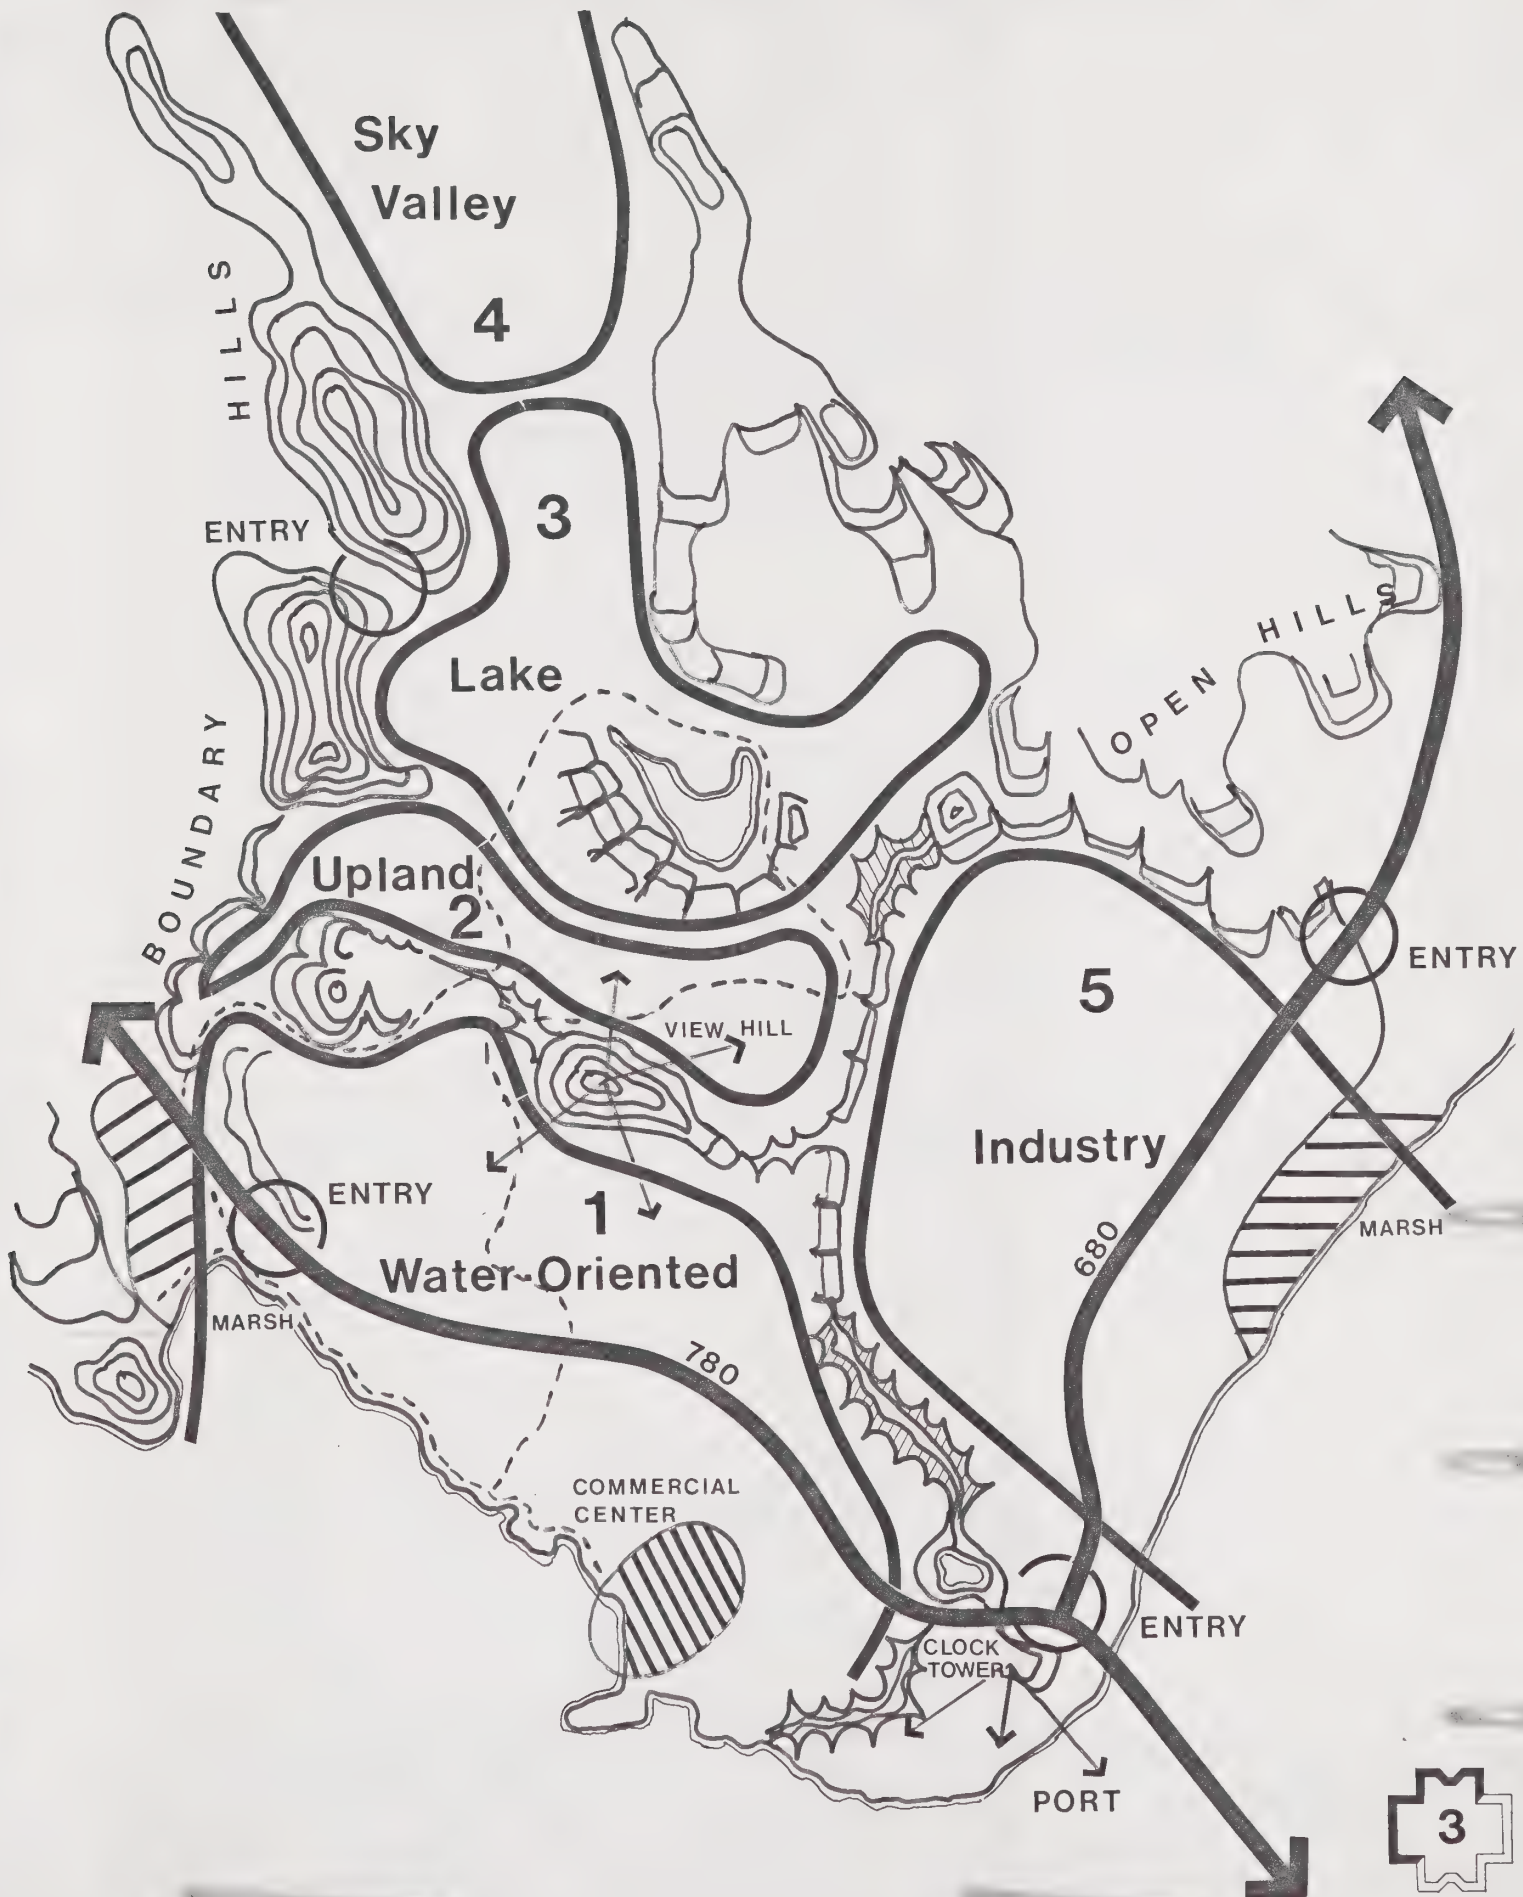 Sky
Valley
HILLS
4
3
ENTRY
OPEN HILLS
Lake
BOUNDARY
Upland
2
ENTRY
5
VIEW HILL
Industry
ENTRY
1
MARSH
680
Water-Oriented
MARSH
780
COMMERCIAL
CENTER
ENTRY
CLOCK
TOWER
PORT
3